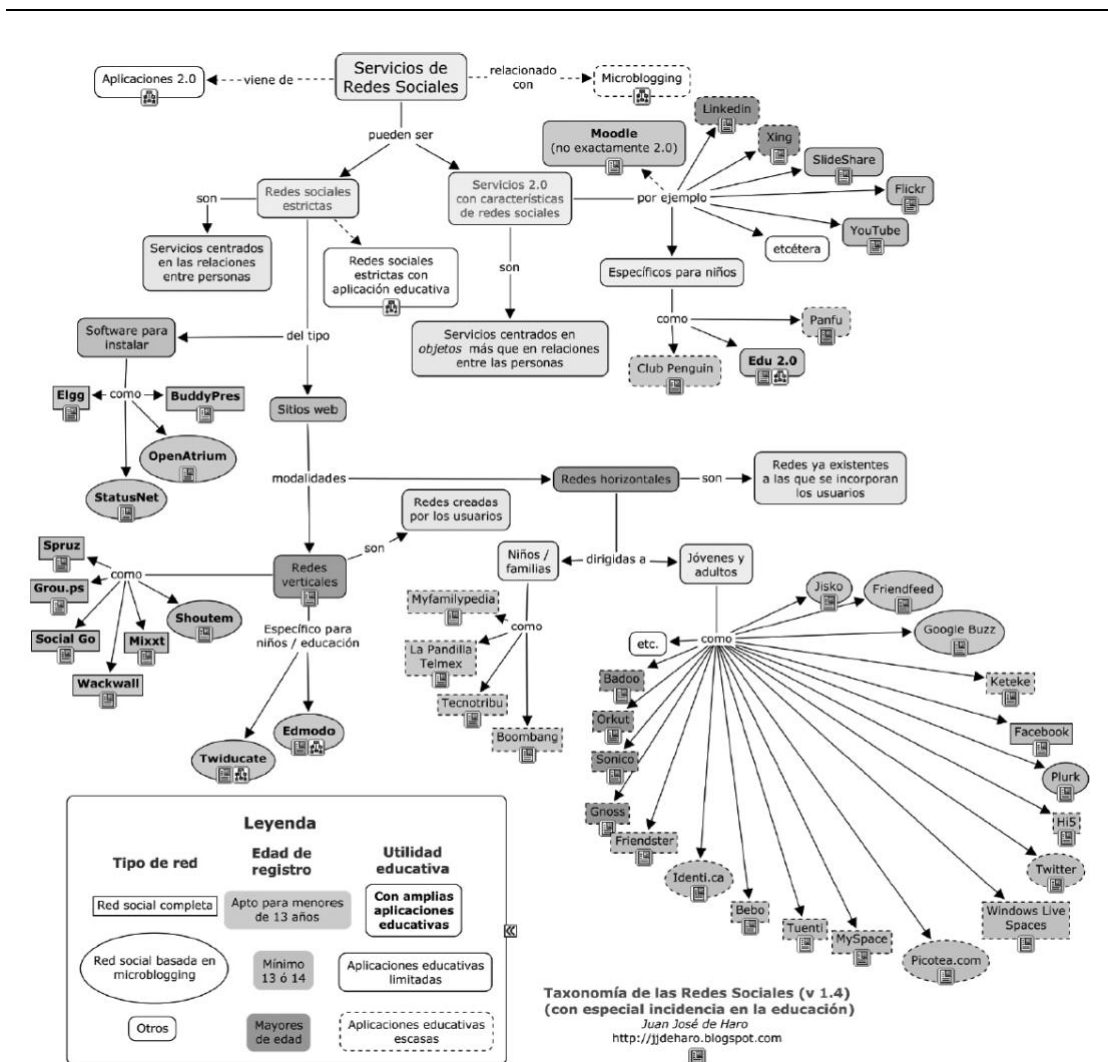 Servicios de
Redes Sociales
Aplicaciones 2.0
viene de
relacionado
con
Microblogging
pueden ser
Linkedin
Moodle
(no exactamente 2.0)
Xing
SlideShare
Flickr
YouTube
etcétera
por ejemplo
Servicios 2.0
con características
de redes sociales
Redes sociales
estrictas
son
Servicios centrados
en las relaciones
entre personas
Redes sociales
estrictas con
aplicación educativa
son
Servicios centrados en
objetos más que en relaciones
entre las personas
Específicos para niños
como
Panfu
Edu 2.0
Club Penguin
Software para
instalar
del tipo
como
Elgg
BuddyPres
OpenAtrium
StatusNet
Sitios web
modalidades
Redes horizontales
son
Redes ya existentes
a las que se incorporan
los usuarios
Redes creadas
por los usuarios
son
Redes
verticales
como
Spruz
Grou.ps
Social Go
Wackwall
Mixxt
Shoutem
Específico para
niños / educación
Twiducate
Edmodo
dirigidas a
Niños /
familias
Jóvenes y
adultos
como
Myfamilypedia
La Pandilla
Telmex
Tecnotribu
Boombang
como
Jisko
Friendfeed
Google Buzz
etc.
Badoo
Orkut
Sonico
Gnoss
Friendster
Identi.ca
Bebo
Tuenti
MySpace
Picotea.com
Windows Live
Spaces
Twitter
Hi5
Plurk
Facebook
Keteke
Leyenda
Tipo de red
Edad de
registro
Utilidad
educativa
Red social completa
Apto para menores
de 13 años
Con amplias
aplicaciones
educativas
Red social basada en
microblogging
Mínimo
13 ó 14
Aplicaciones educativas
limitadas
Otros
Mayores
de edad
Aplicaciones educativas
escasas
Taxonomía de las Redes Sociales (v 1.4)
(con especial incidencia en la educación)
Juan José de Haro
http://jjdeharo.blogspot.com